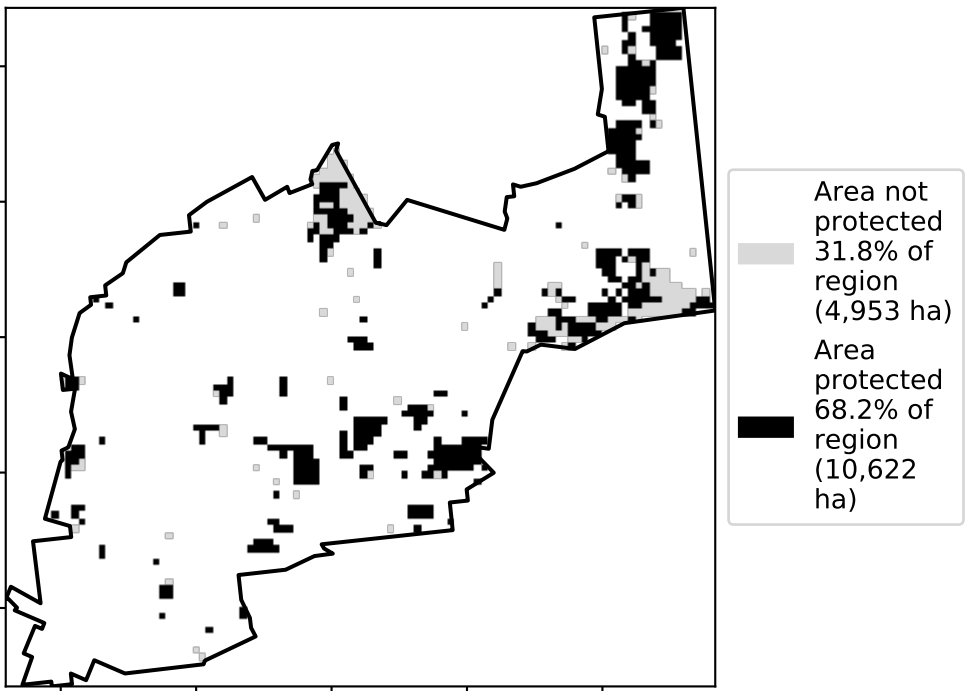 Area not
protected
31.8% of
region
(4,953 ha)
Area
protected
68.2% of
region
(10,622
ha)